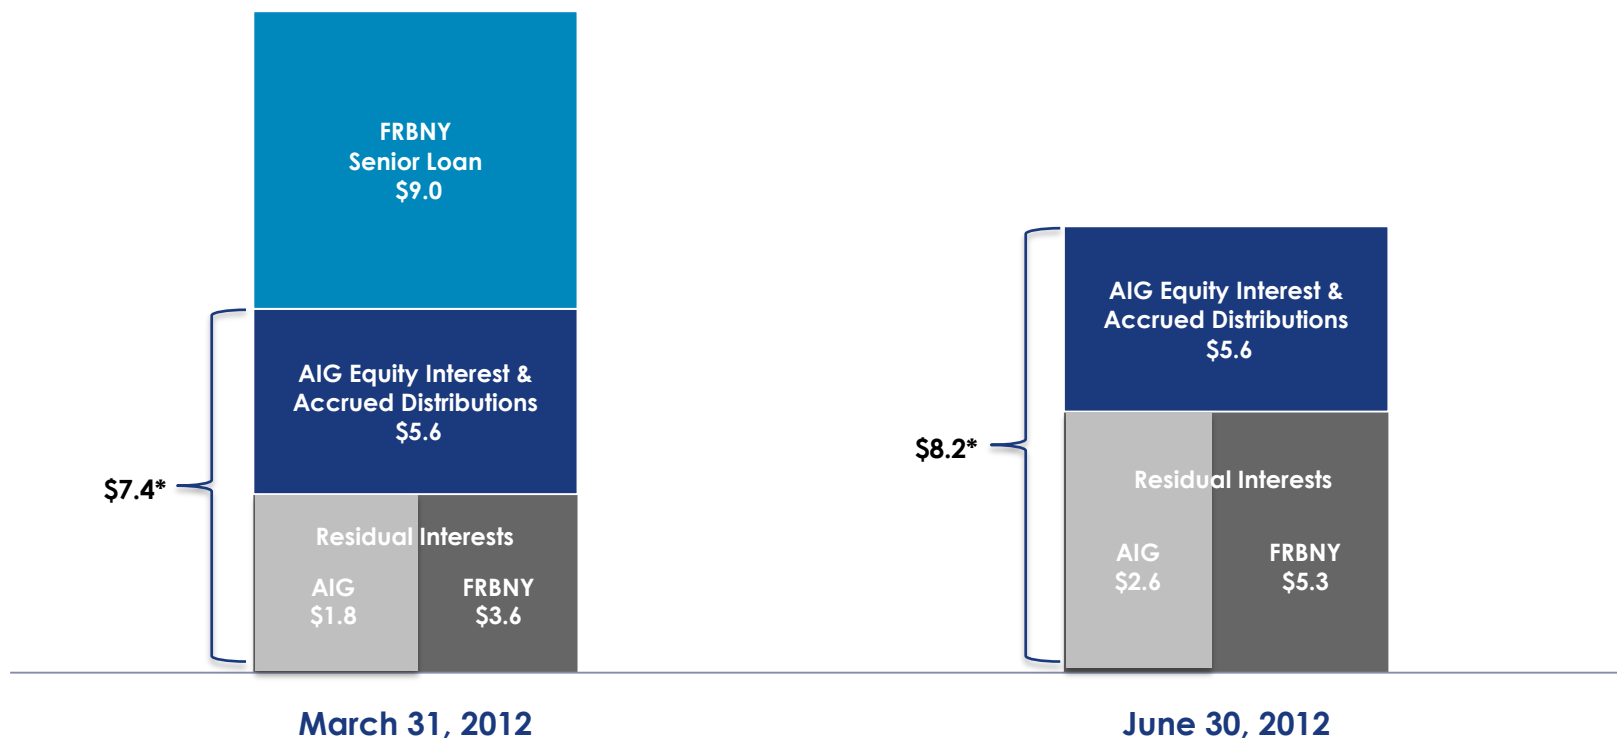 FRBNY
Senior Loan
$9.0
AIG Equity Interest &
Accrued Distributions
$5.6
$7.4*
Residual Interests
AIG
$1.8
FRBNY
$3.6
March 31, 2012
AIG Equity Interest &
Accrued Distributions
$5.6
$8.2*
Residual Interests
AIG
$2.6
FRBNY
$5.3
June 30, 2012